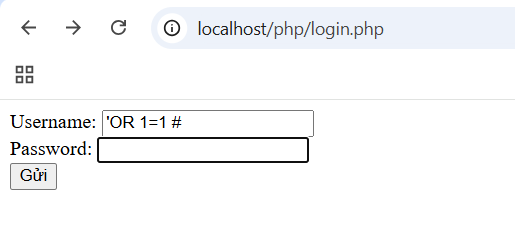 localhost/php/login.php
Username: 'OR 1=1 #
Password:
Gửi